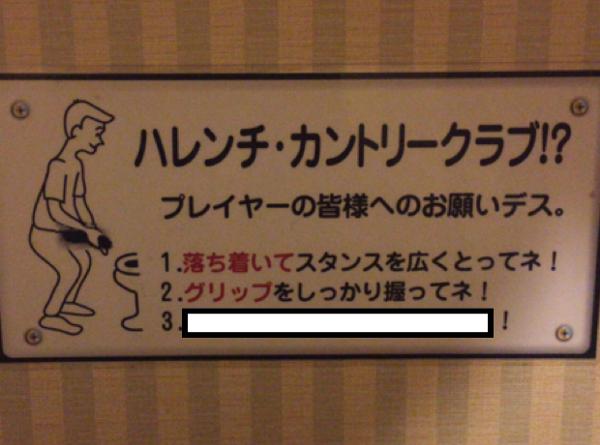 ハレンチ・カントリークラブ!?
プレイヤーの皆様へのお願いデス。
1.落ち着いてスタンスを広くとってネ！
2.グリップをしっかり握ってネ！
3.！